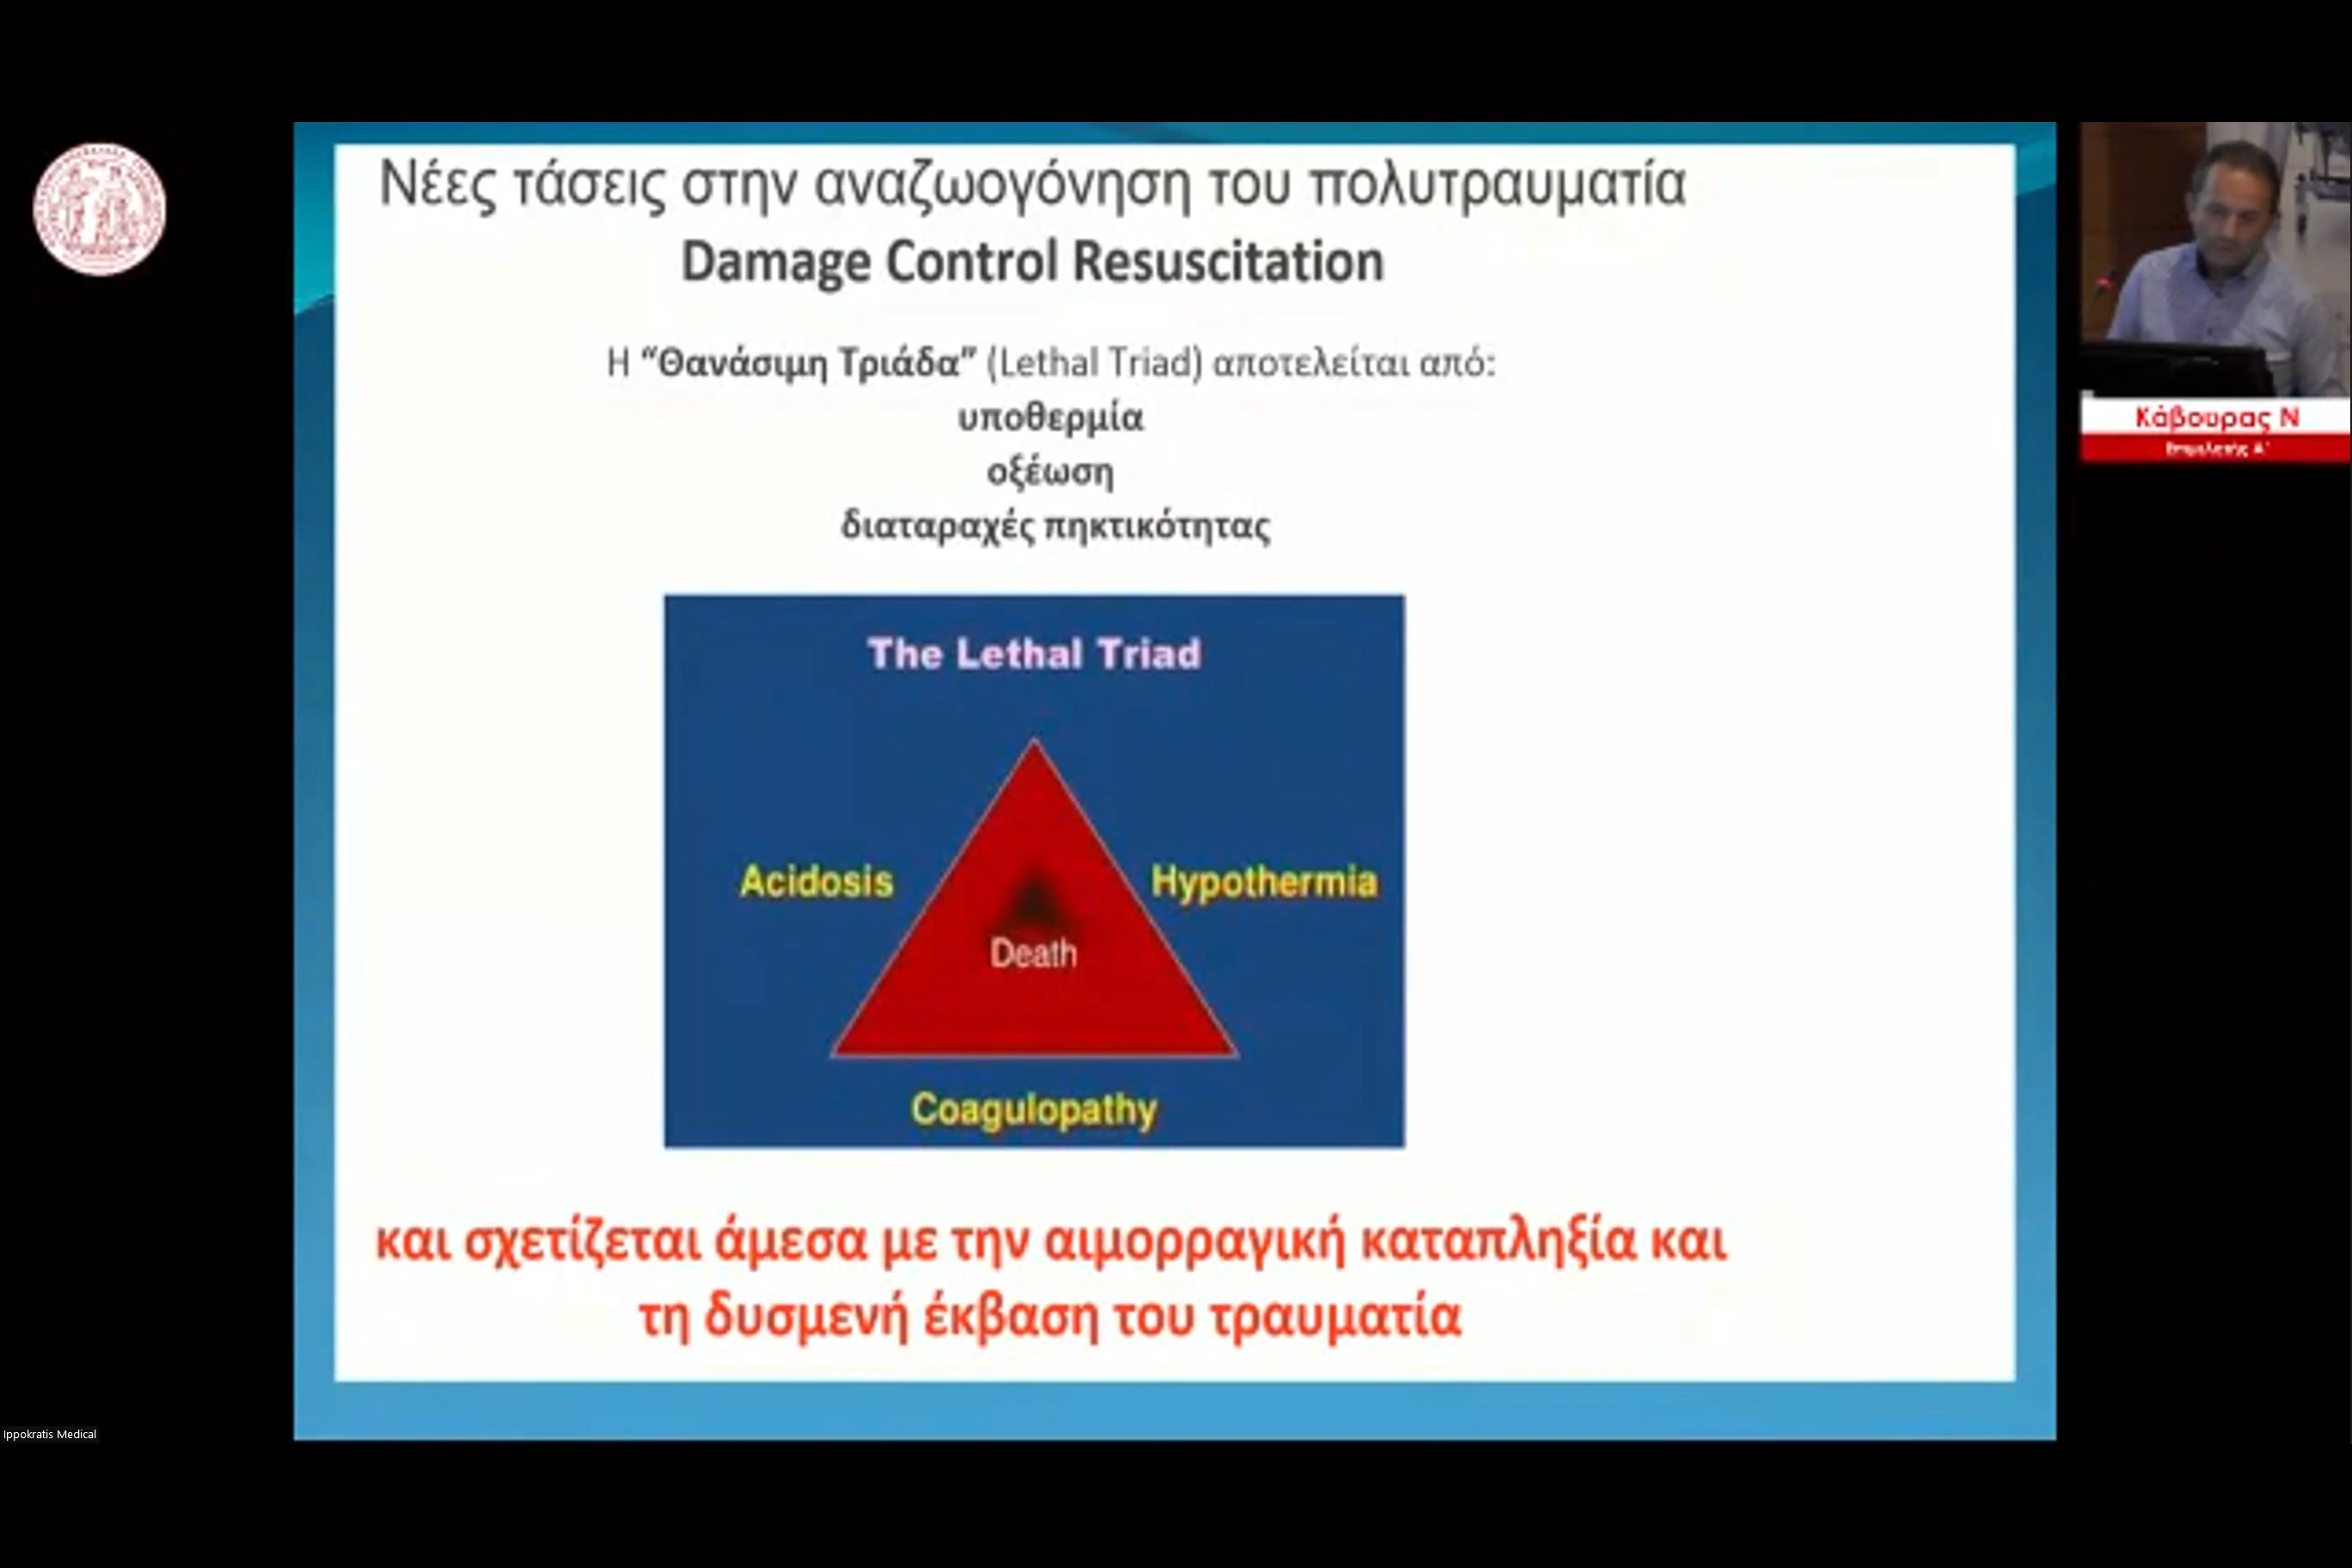 Νέες τάσεις στην αναζωογόνηση του πολυτραυματία
Damage Control Resuscitation
Η “Θανάσιμη Τριάδα” (Lethal Triad) αποτελείται από:
υποθερμία
οξέωση
διαταραχές πηκτικότητας
The Lethal Triad
Acidosis
Hypothermia
Death
Coagulopathy
και σχετίζεται άμεσα με την αιμορραγική καταπληξία και
τη δυσμενή έκβαση του τραυματία
Κάβουρας Ν
Επιμελητής Α'
Ippokratis Medical